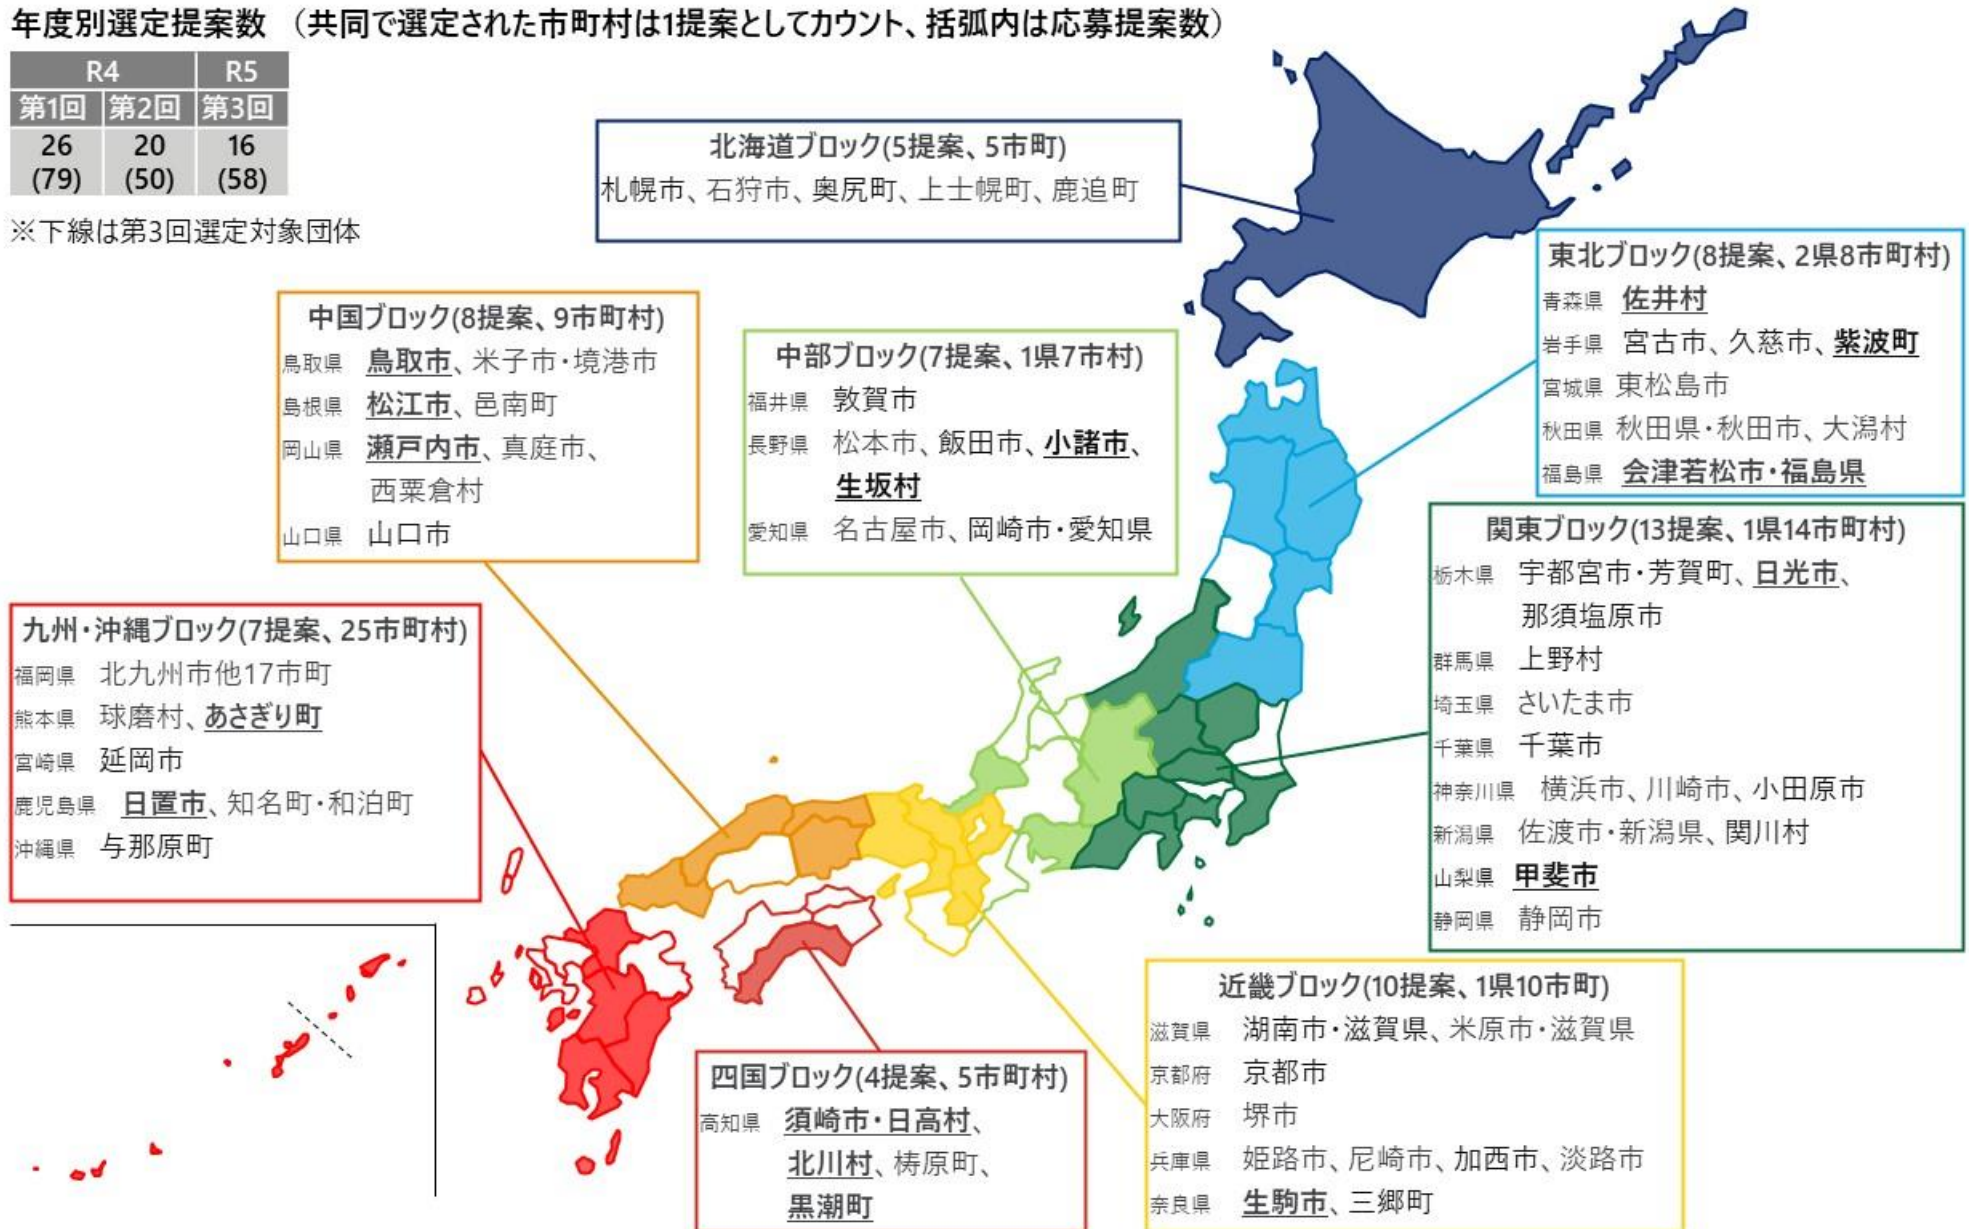 年度別選定提案数 （共同で選定された市町村は1提案としてカウント、括弧内は応募提案数）
R4 R5
第1回 第2回 第3回
26 20 16
(79) (50) (58)
※下線は第3回選定対象団体
北海道ブロック(5提案、5市町)
札幌市、石狩市、奥尻町、上士幌町、鹿追町
東北ブロック(8提案、2県8市町村)
青森県 佐井村
岩手県 宮古市、久慈市、紫波町
宮城県 東松島市
秋田県 秋田県・秋田市、大潟村
福島県 会津若松市・福島県
中国ブロック(8提案、9市町村)
鳥取県 鳥取市、米子市・境港市
島根県 松江市、邑南町
岡山県 瀬戸内市、真庭市、
西粟倉村
山口県 山口市
中部ブロック(7提案、1県7市村)
福井県 敦賀市
長野県 松本市、飯田市、小諸市、
生坂村
愛知県 名古屋市、岡崎市・愛知県
関東ブロック(13提案、1県14市町村)
栃木県 宇都宮市・芳賀町、日光市、
那須塩原市
群馬県 上野村
埼玉県 さいたま市
千葉県 千葉市
神奈川県 横浜市、川崎市、小田原市
新潟県 佐渡市・新潟県、関川村
山梨県 甲斐市
静岡県 静岡市
九州・沖縄ブロック(7提案、25市町村)
福岡県 北九州市他17市町
熊本県 球磨村、あさぎり町
宮崎県 延岡市
鹿児島県 日置市、知名町・和泊町
沖縄県 与那原町
近畿ブロック(10提案、1県10市町)
滋賀県 湖南市・滋賀県、米原市・滋賀県
京都府 京都市
大阪府 堺市
兵庫県 姫路市、尼崎市、加西市、淡路市
奈良県 生駒市、三郷町
四国ブロック(4提案、5市町村)
高知県 須崎市・日高村、
北川村、梼原町、
黒潮町